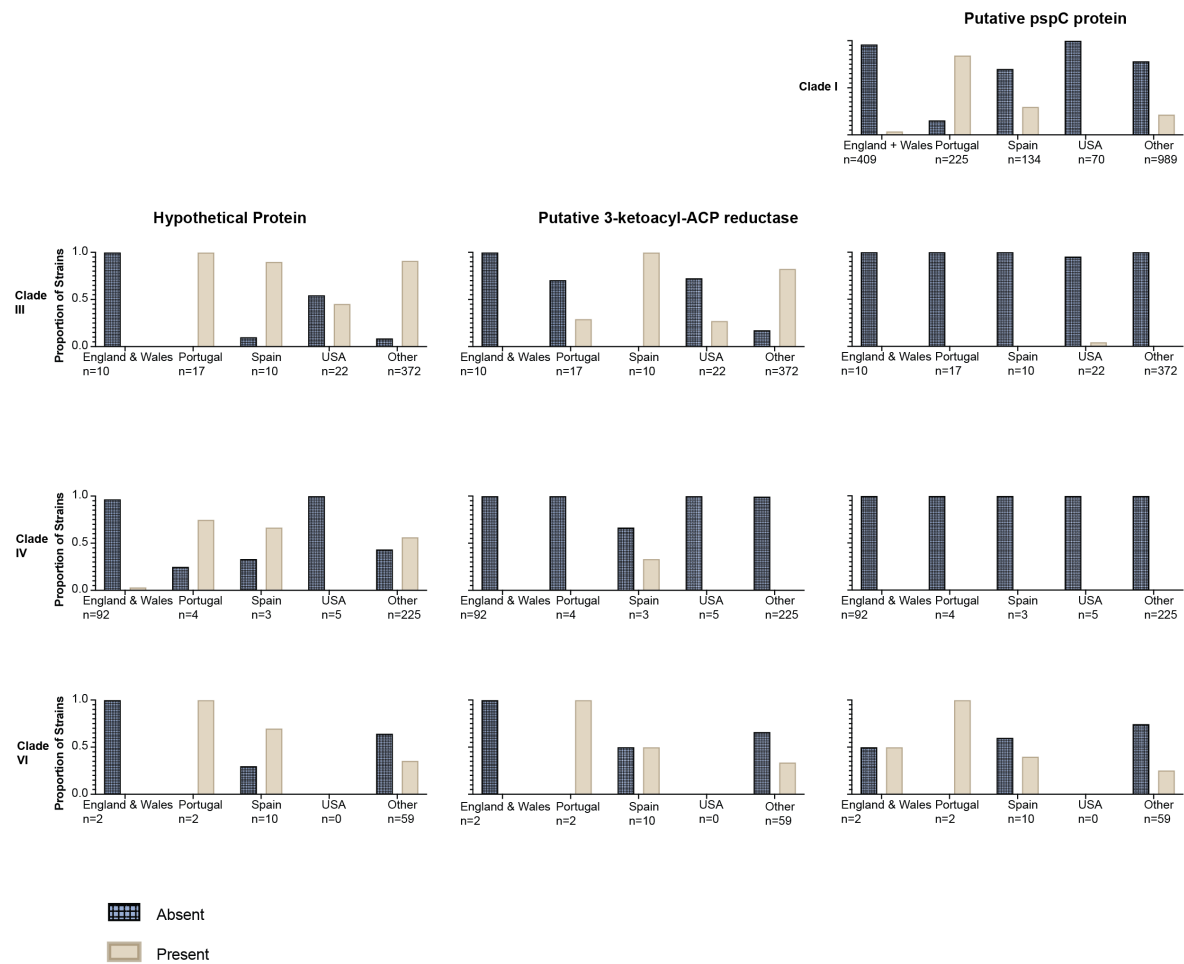 Putative pspC protein
Clade I
England + Wales Portugal Spain USA Other
n=409 n=225 n=134 n=70 n=989
Hypothetical Protein Putative 3-ketoacyl-ACP reductase
Clade III
Proportion of Strains
1.0
0.5
0.0
England & Wales Portugal Spain USA Other England & Wales Portugal Spain USA Other England & Wales Portugal Spain USA Other
n=10 n=17 n=10 n=22 n=372 n=10 n=17 n=10 n=22 n=372 n=10 n=17 n=10 n=22 n=372
Clade IV
Proportion of Strains
1.0
0.5
0.0
England & Wales Portugal Spain USA Other England & Wales Portugal Spain USA Other England & Wales Portugal Spain USA Other
n=92 n=4 n=3 n=5 n=225 n=92 n=4 n=3 n=5 n=225 n=92 n=4 n=3 n=5 n=225
Clade VI
Proportion of Strains
1.0
0.5
0.0
England & Wales Portugal Spain USA Other England & Wales Portugal Spain USA Other England & Wales Portugal Spain USA Other
n=2 n=2 n=10 n=0 n=59 n=2 n=2 n=10 n=0 n=59 n=2 n=2 n=10 n=0 n=59
Absent
Present